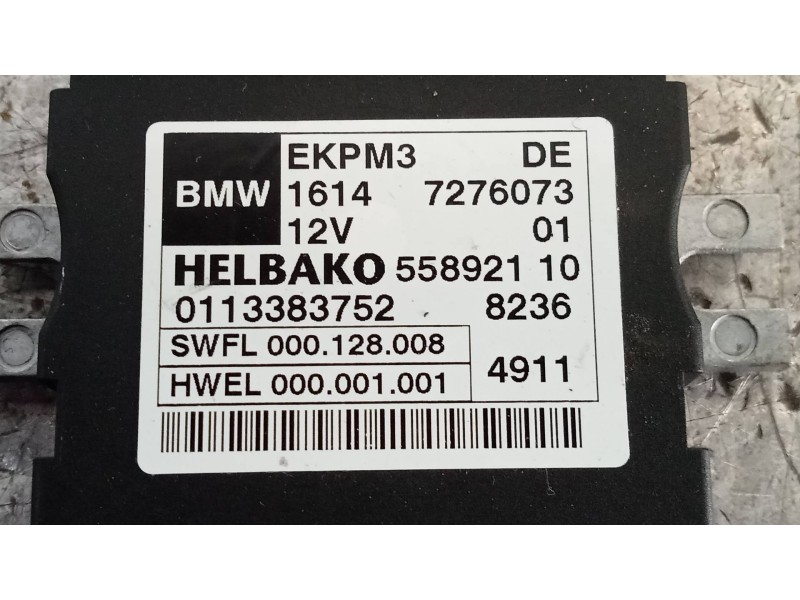 EKPM3 DE
BMW 1614 7276073
12V 01
HELBAKO 558921 10
0113383752 8236
SWFL 000.128.008
HWEL 000.001.001 4911